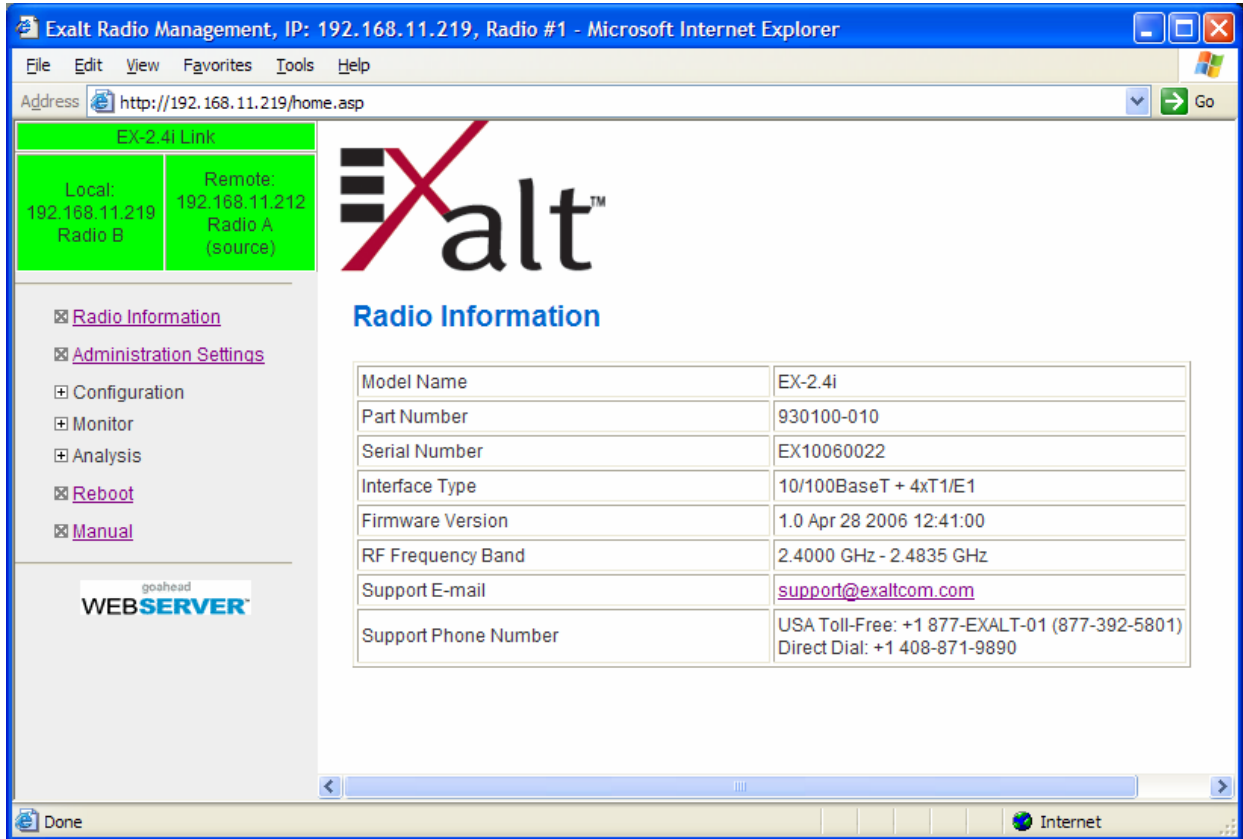 Exalt Radio Management, IP: 192.168.11.219, Radio #1 - Microsoft Internet Explorer
File Edit View Favorites Tools Help
Address http://192.168.11.219/home.asp Go
EX-2.4i Link
Local:
192.168.11.219
Radio B
Remote:
192.168.11.212
Radio A
(source)
Radio Information
Administration Settings
Configuration
Monitor
Analysis
Reboot
Manual
goahead
WEBSERVER
EXalt™
Radio Information
Model Name EX-2.4i
Part Number 930100-010
Serial Number EX10060022
Interface Type 10/100BaseT + 4xT1/E1
Firmware Version 1.0 Apr 28 2006 12:41:00
RF Frequency Band 2.4000 GHz - 2.4835 GHz
Support E-mail support@exaltcom.com
Support Phone Number USA Toll-Free: +1 877-EXALT-01 (877-392-5801)
Direct Dial: +1 408-871-9890
Done Internet